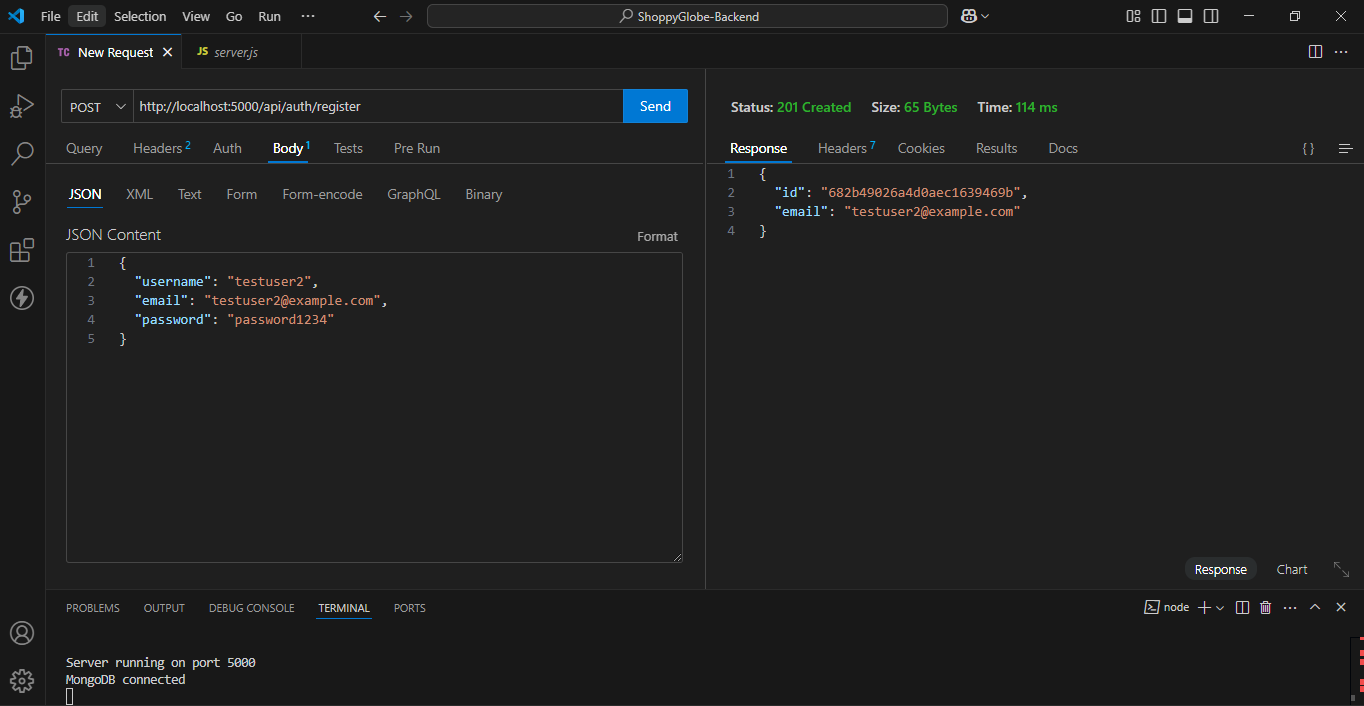 File Edit Selection View Go Run ··· ShoppyGlobe-Backend
TC New Request JS server.js
POST http://localhost:5000/api/auth/register Send
Status: 201 Created Size: 65 Bytes Time: 114 ms
Query Headers 2 Auth Body 1 Tests Pre Run
Response Headers 7 Cookies Results Docs { }
JSON XML Text Form Form-encode GraphQL Binary
JSON Content Format
1 {
2 "username": "testuser2",
3 "email": "testuser2@example.com",
4 "password": "password1234"
5 }
1 {
2 "id": "682b49026a4d0aec1639469b",
3 "email": "testuser2@example.com"
4 }
Response Chart
PROBLEMS OUTPUT DEBUG CONSOLE TERMINAL PORTS node
Server running on port 5000
MongoDB connected